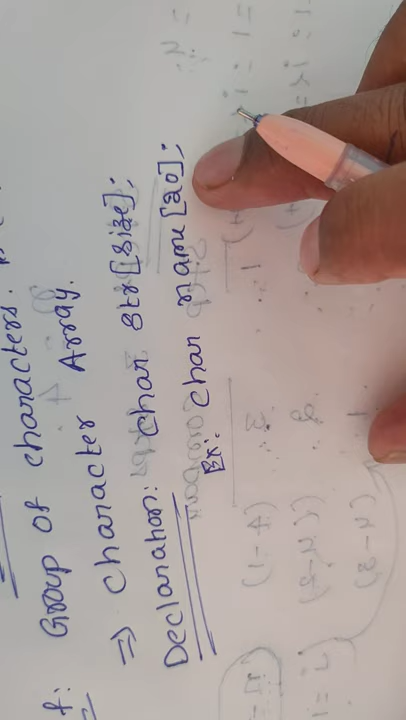 f: Group of characters.
=> Character Array.
Declaration: char str[size];
Ex: char name[20];